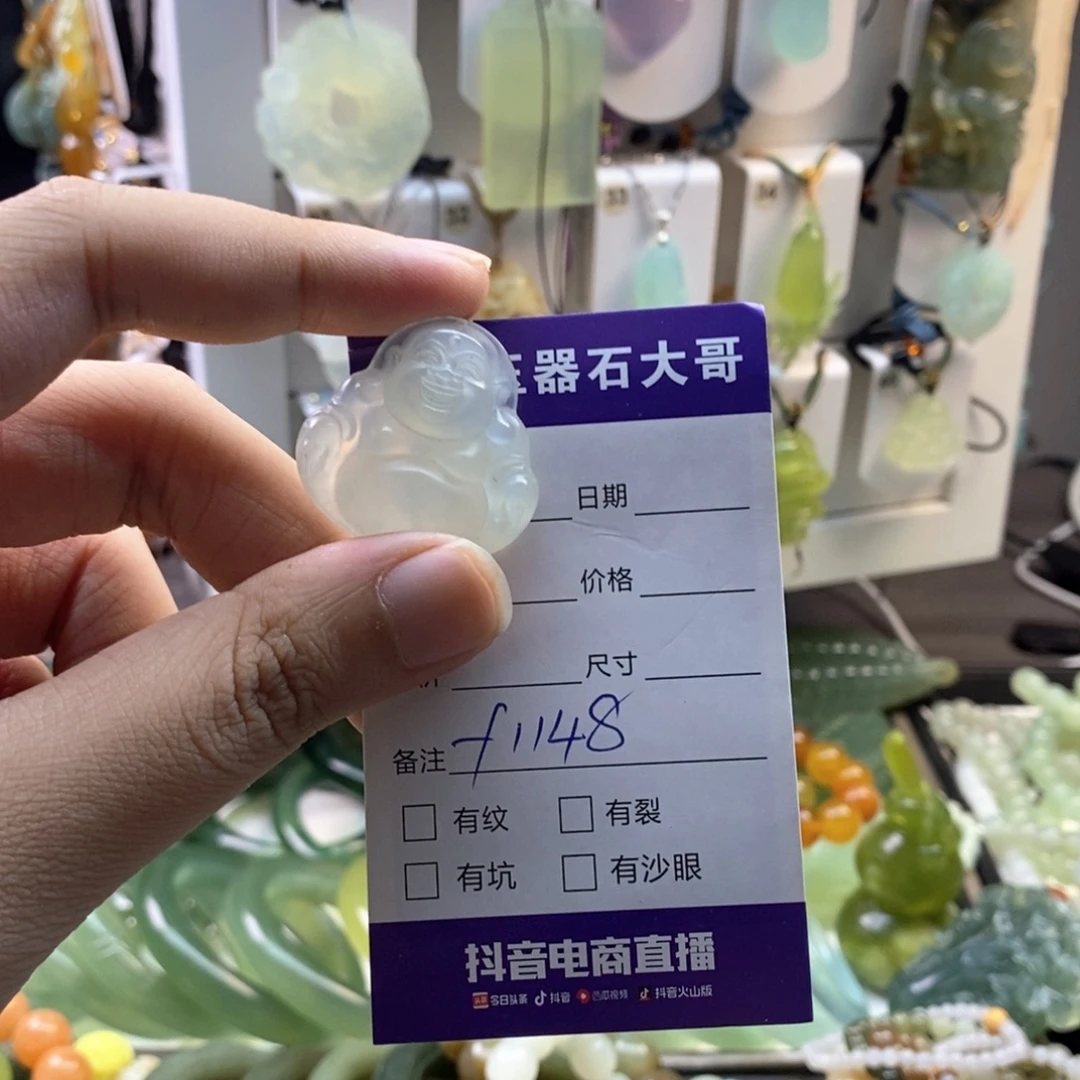 器石大哥
日期
价格
尺寸
备注 f1148
有纹 有裂
有坑 有沙眼
抖音电商直播
今日头条 抖音 西瓜视频 抖音火山版
33
34